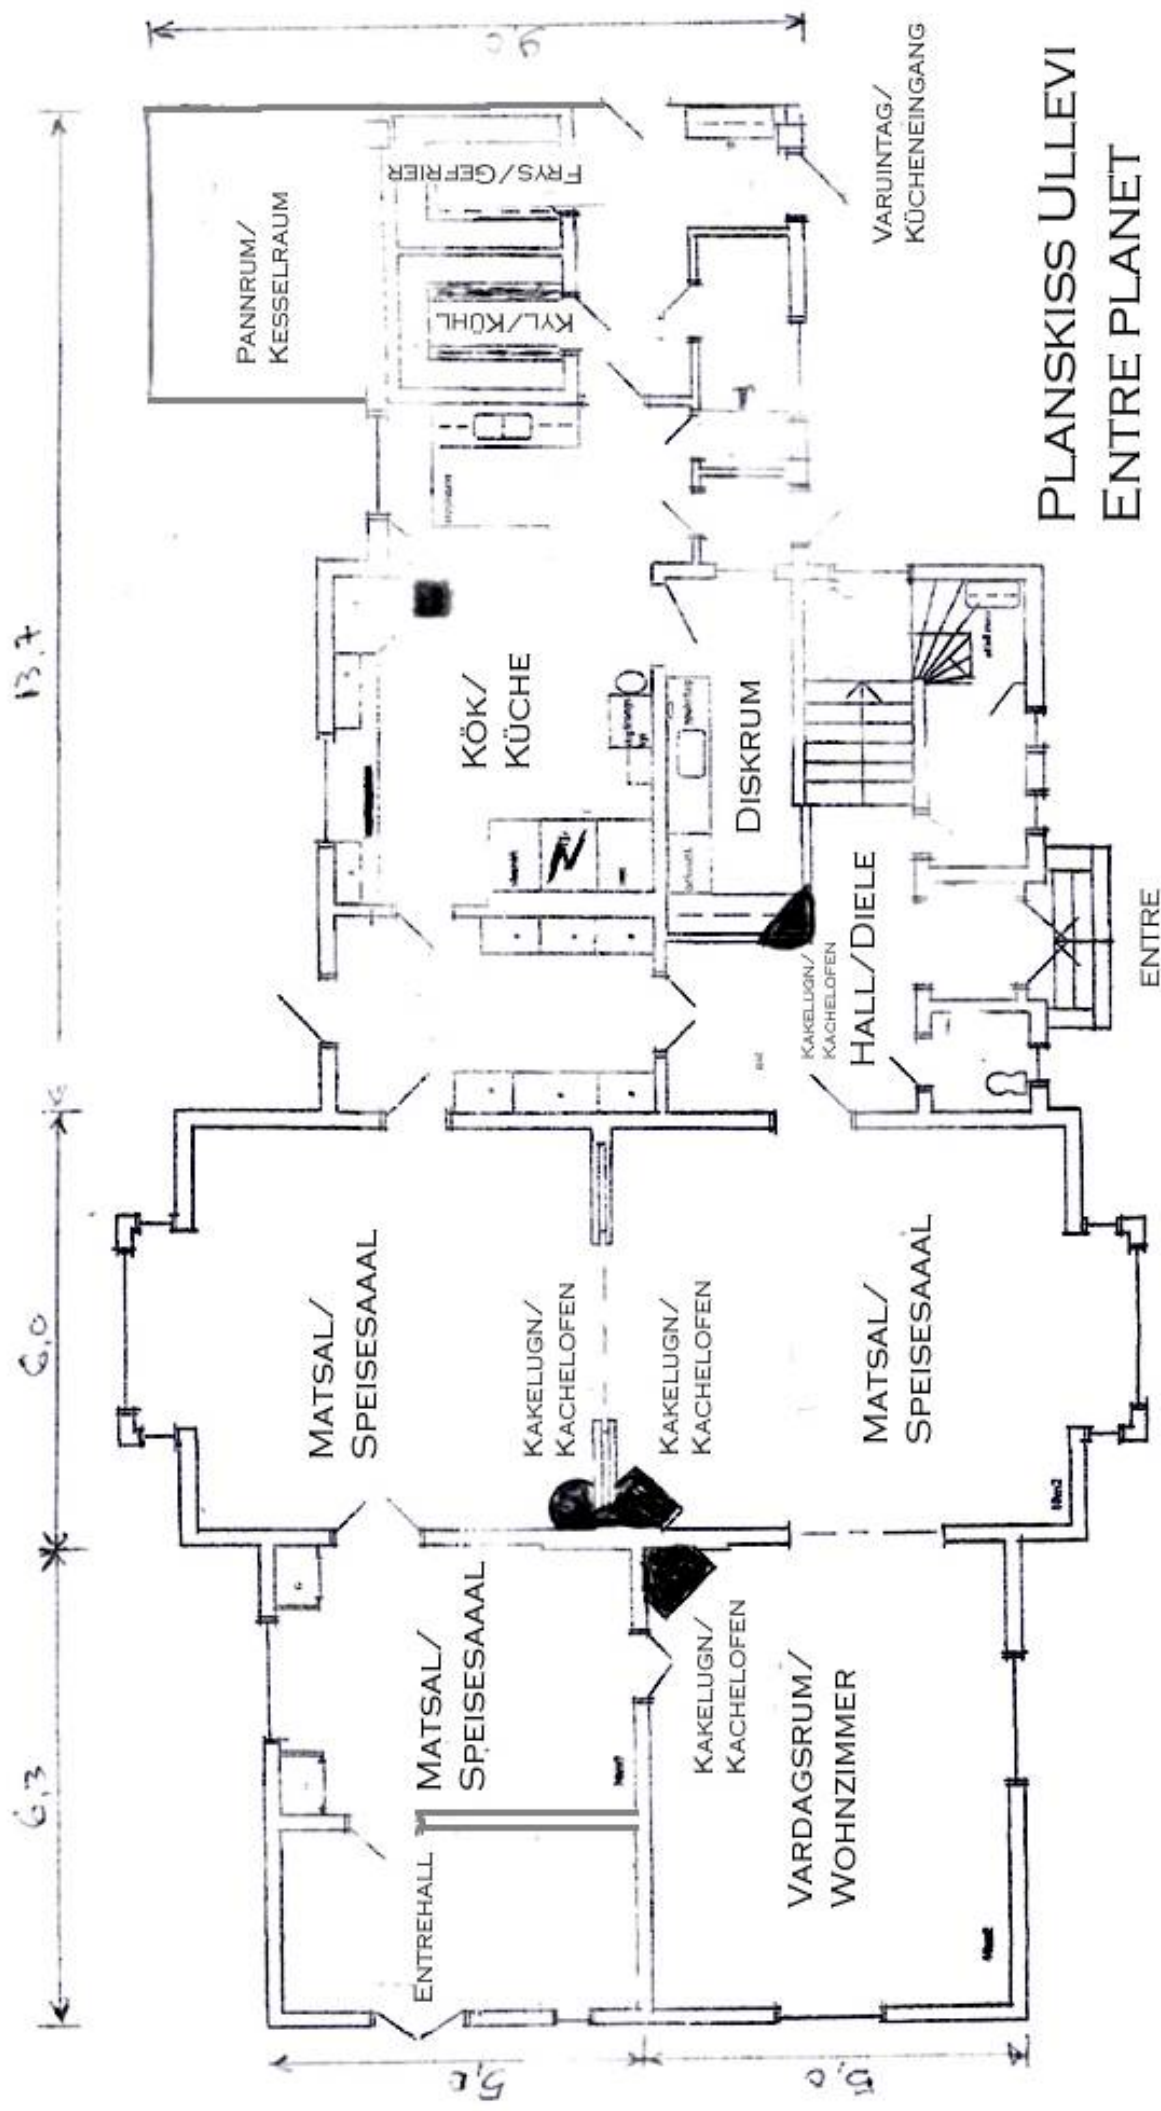 13,7
6,0
6,3
9,0
5,0
5,0
PANNRUM/
KESSELRAUM
FRYS/GEFRIER
KYL/KÜHL
VARUINTAG/
KÜCHENEINGANG
KÖK/
KÜCHE
DISKRUM
KAKELUGN/
KACHELOFEN
HALL/DIELE
ENTRE
MATSAL/
SPEISESAAAL
KAKELUGN/
KACHELOFEN
KAKELUGN/
KACHELOFEN
MATSAL/
SPEISESAAAL
MATSAL/
SPEISESAAAL
KAKELUGN/
KACHELOFEN
VARDAGSRUM/
WOHNZIMMER
ENTREHALL
PLANSKISS ULLEVI
ENTRE PLANET